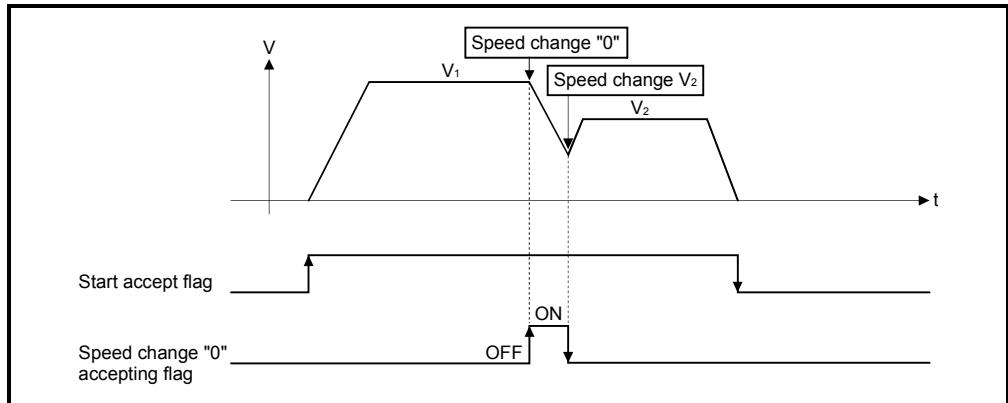 Speed change "0"
V
V1
Speed change V2
V2
t
Start accept flag
ON
OFF
Speed change "0"
accepting flag